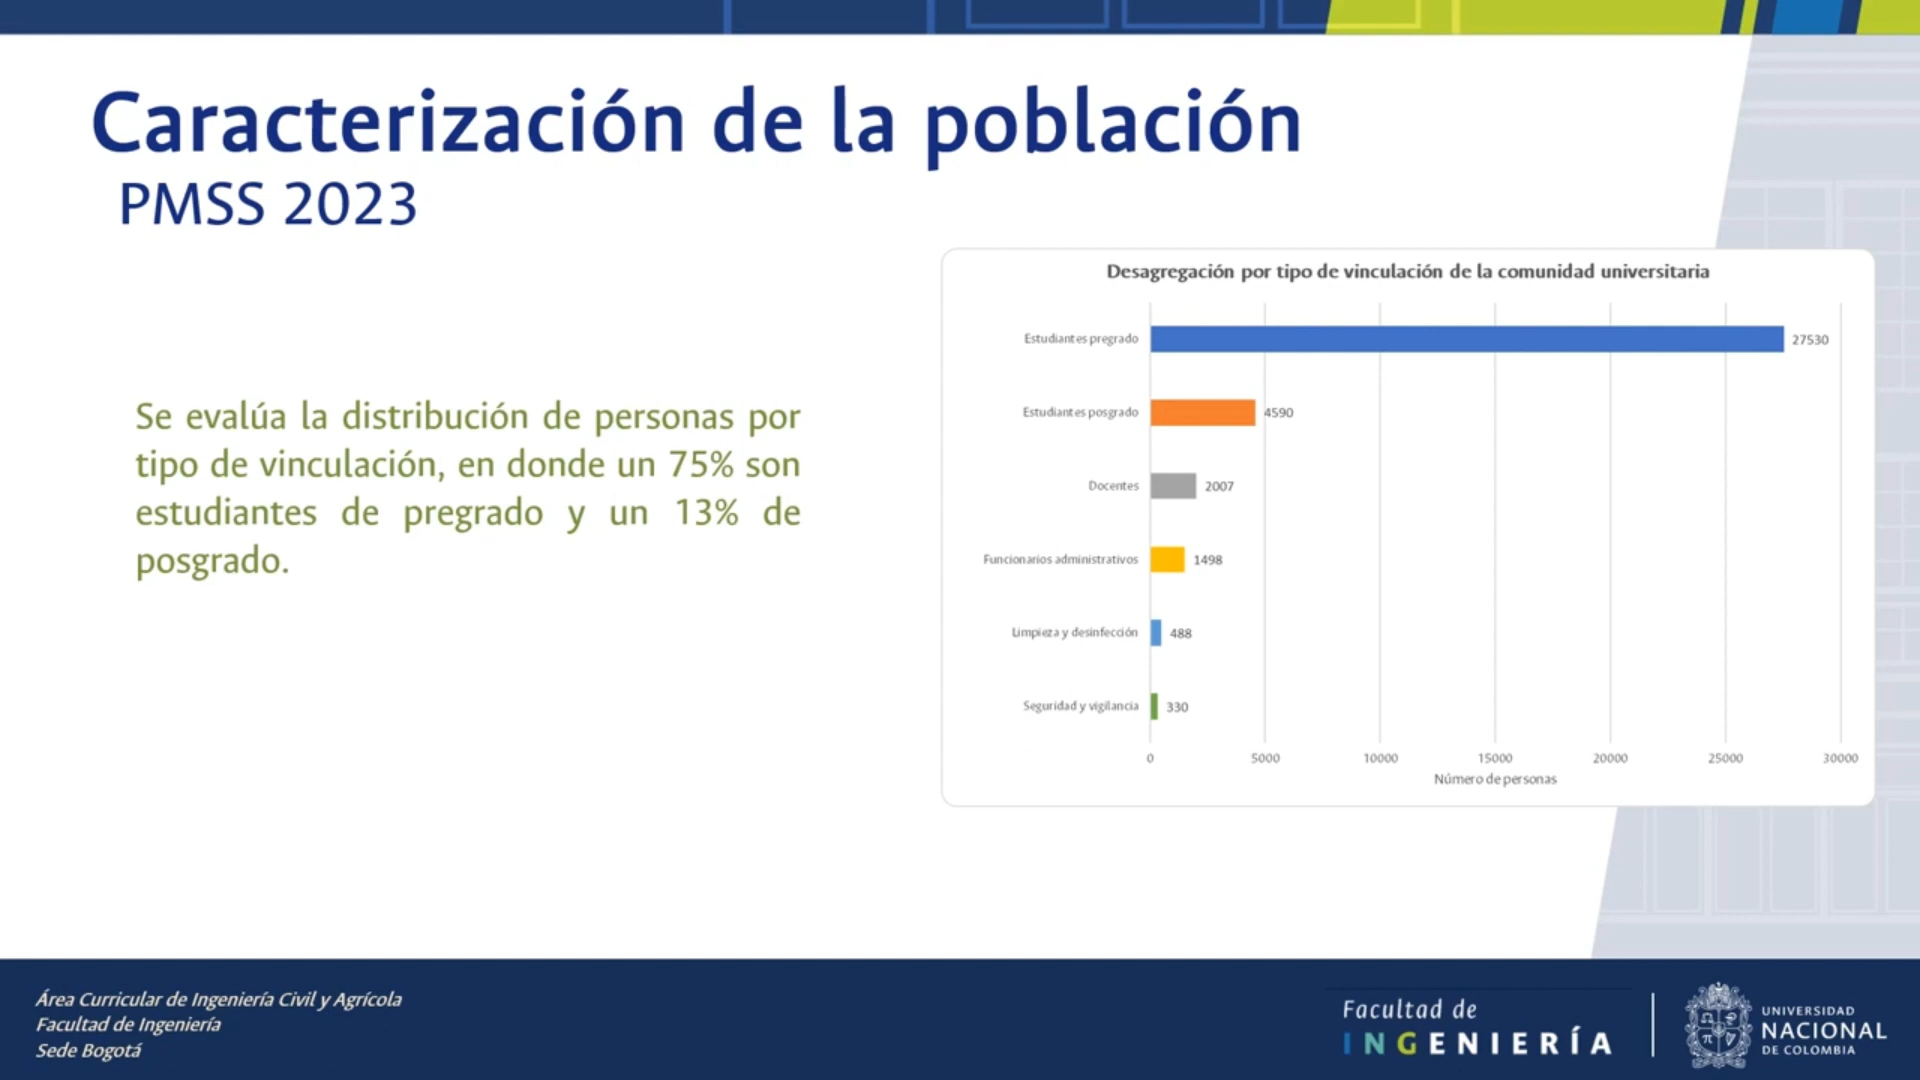 Caracterización de la población
PMSS 2023
Se evalúa la distribución de personas por
tipo de vinculación, en donde un 75% son
estudiantes de pregrado y un 13% de
posgrado.
Desagregación por tipo de vinculación de la comunidad universitaria
Estudiantes pregrado 27530
Estudiantes posgrado 4590
Docentes 2007
Funcionarios administrativos 1498
Limpieza y desinfección 488
Seguridad y vigilancia 330
0 5000 10000 15000 20000 25000 30000
Número de personas
Área Curricular de Ingeniería Civil y Agrícola
Facultad de Ingeniería
Sede Bogotá
Facultad de
INGENIERÍA
UNIVERSIDAD
NACIONAL
DE COLOMBIA